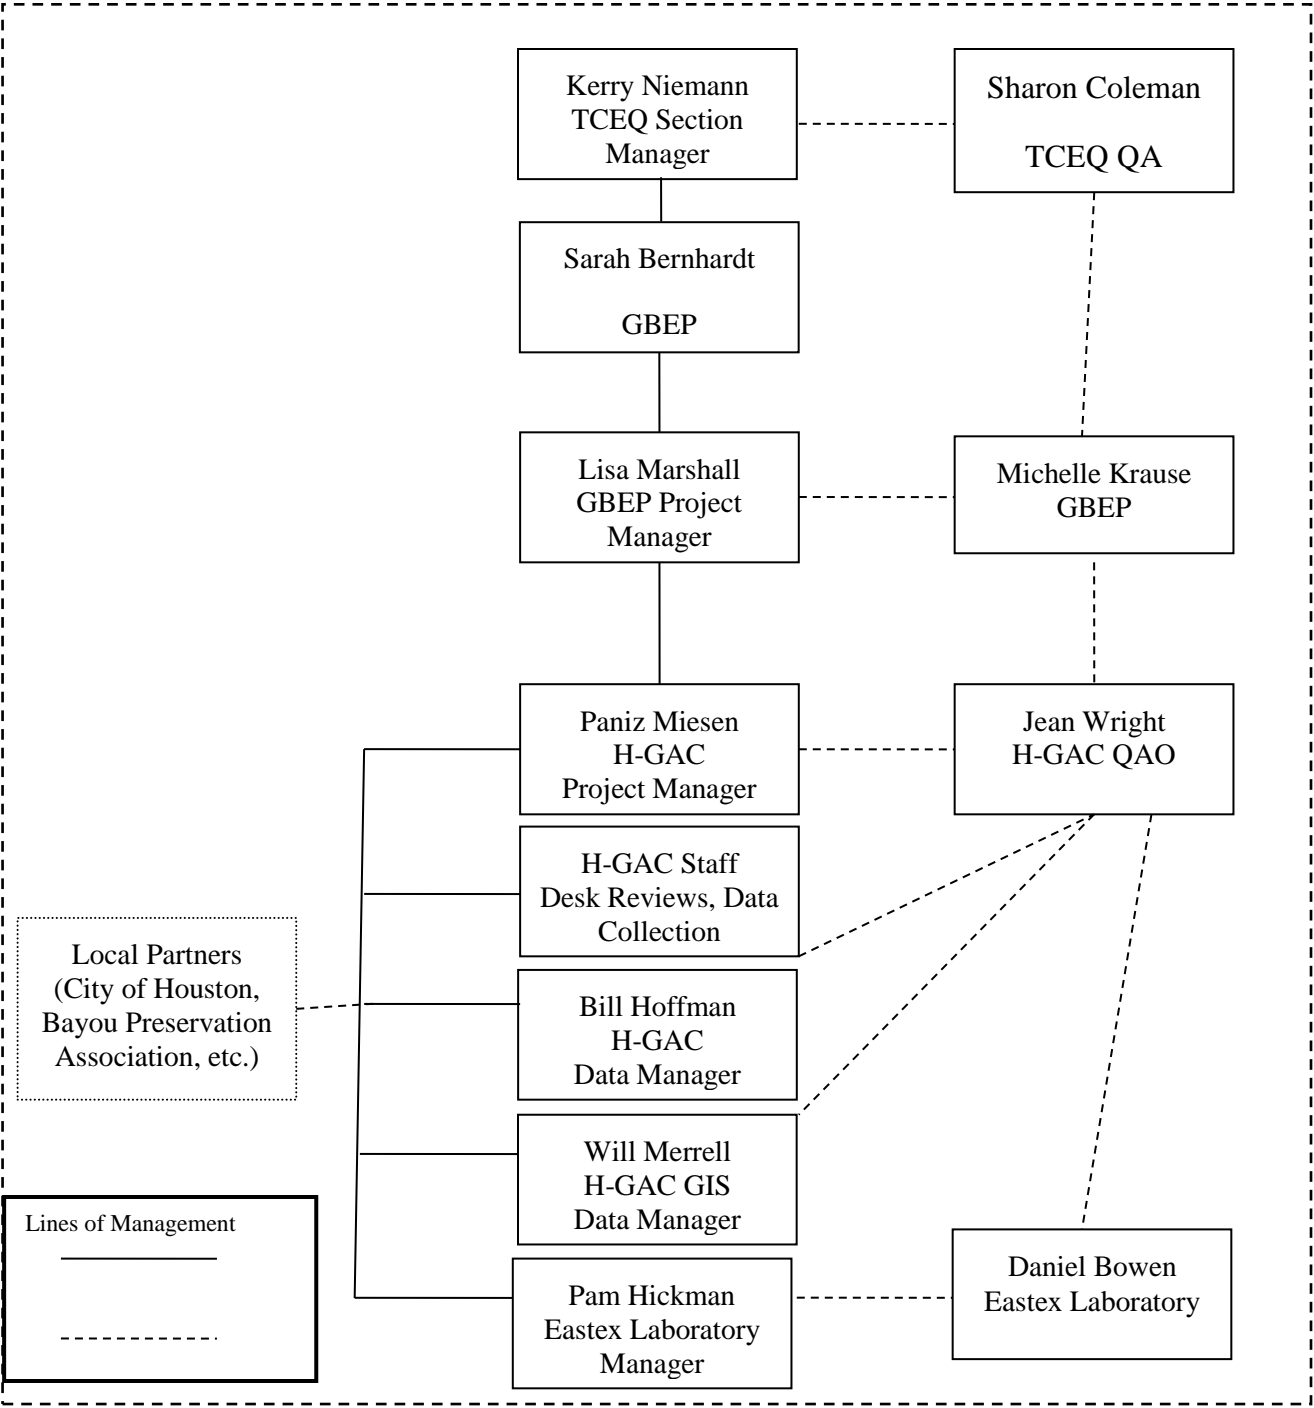 Kerry Niemann
TCEQ Section
Manager
Sharon Coleman
TCEQ QA
Sarah Bernhardt
GBEP
Lisa Marshall
GBEP Project
Manager
Michelle Krause
GBEP
Paniz Miesen
H-GAC
Project Manager
Jean Wright
H-GAC QAO
H-GAC Staff
Desk Reviews, Data
Collection
Local Partners
(City of Houston,
Bayou Preservation
Association, etc.)
Bill Hoffman
H-GAC
Data Manager
Will Merrell
H-GAC GIS
Data Manager
Lines of Management
Pam Hickman
Eastex Laboratory
Manager
Daniel Bowen
Eastex Laboratory